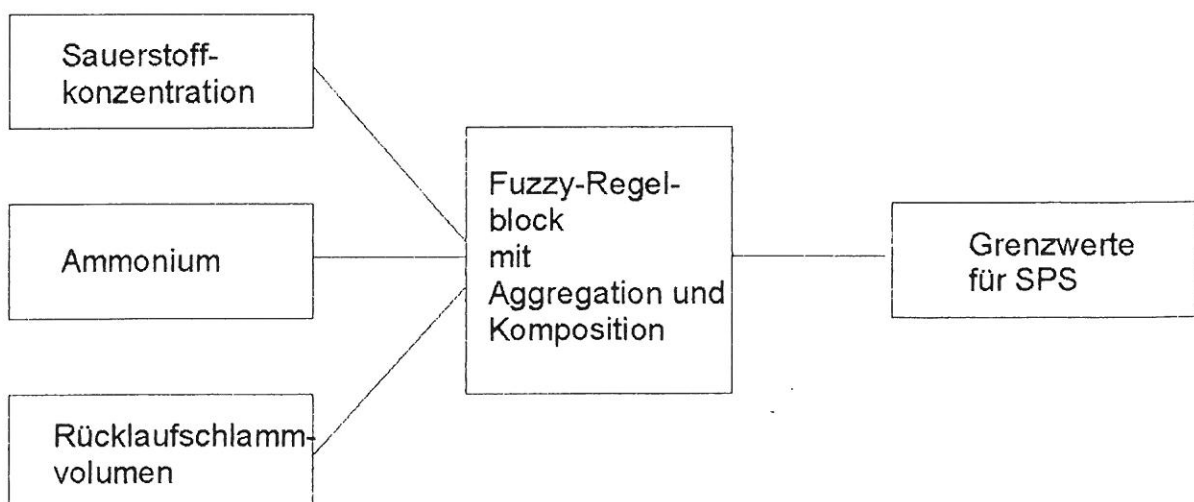 Sauerstoff-
konzentration
Ammonium
Rücklaufschlamm-
volumen
Fuzzy-Regel-
block
mit
Aggregation und
Komposition
Grenzwerte
für SPS